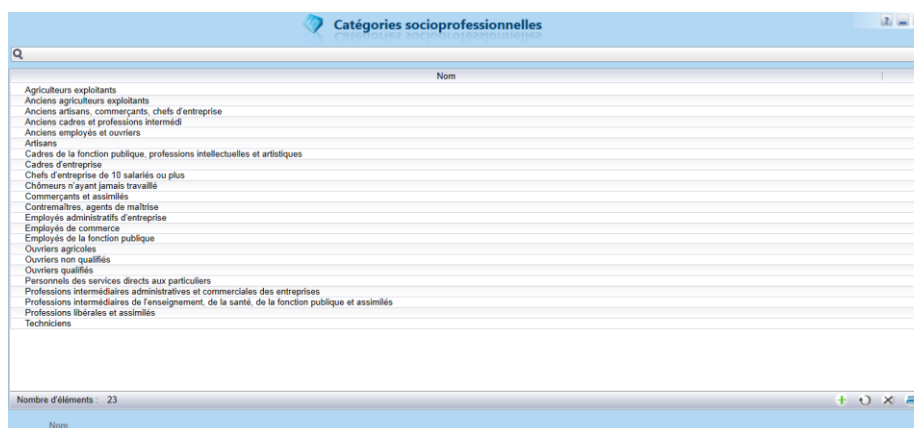 Catégories socioprofessionnelles
Nom
Agriculteurs exploitants
Anciens agriculteurs exploitants
Anciens artisans, commerçants, chefs d'entreprise
Anciens cadres et professions intermédi
Anciens employés et ouvriers
Artisans
Cadres de la fonction publique, professions intellectuelles et artistiques
Cadres d'entreprise
Chefs d'entreprise de 10 salariés ou plus
Chômeurs n'ayant jamais travaillé
Commerçants et assimilés
Contremaîtres, agents de maîtrise
Employés administratifs d'entreprise
Employés de commerce
Employés de la fonction publique
Ouvriers agricoles
Ouvriers non qualifiés
Ouvriers qualifiés
Personnels des services directs aux particuliers
Professions intermédiaires administratives et commerciales des entreprises
Professions intermédiaires de l'enseignement, de la santé, de la fonction publique et assimilés
Professions libérales et assimilés
Techniciens
Nombre d'éléments : 23
Nom